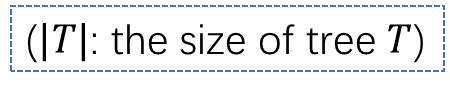 (|T|: the size of tree T)